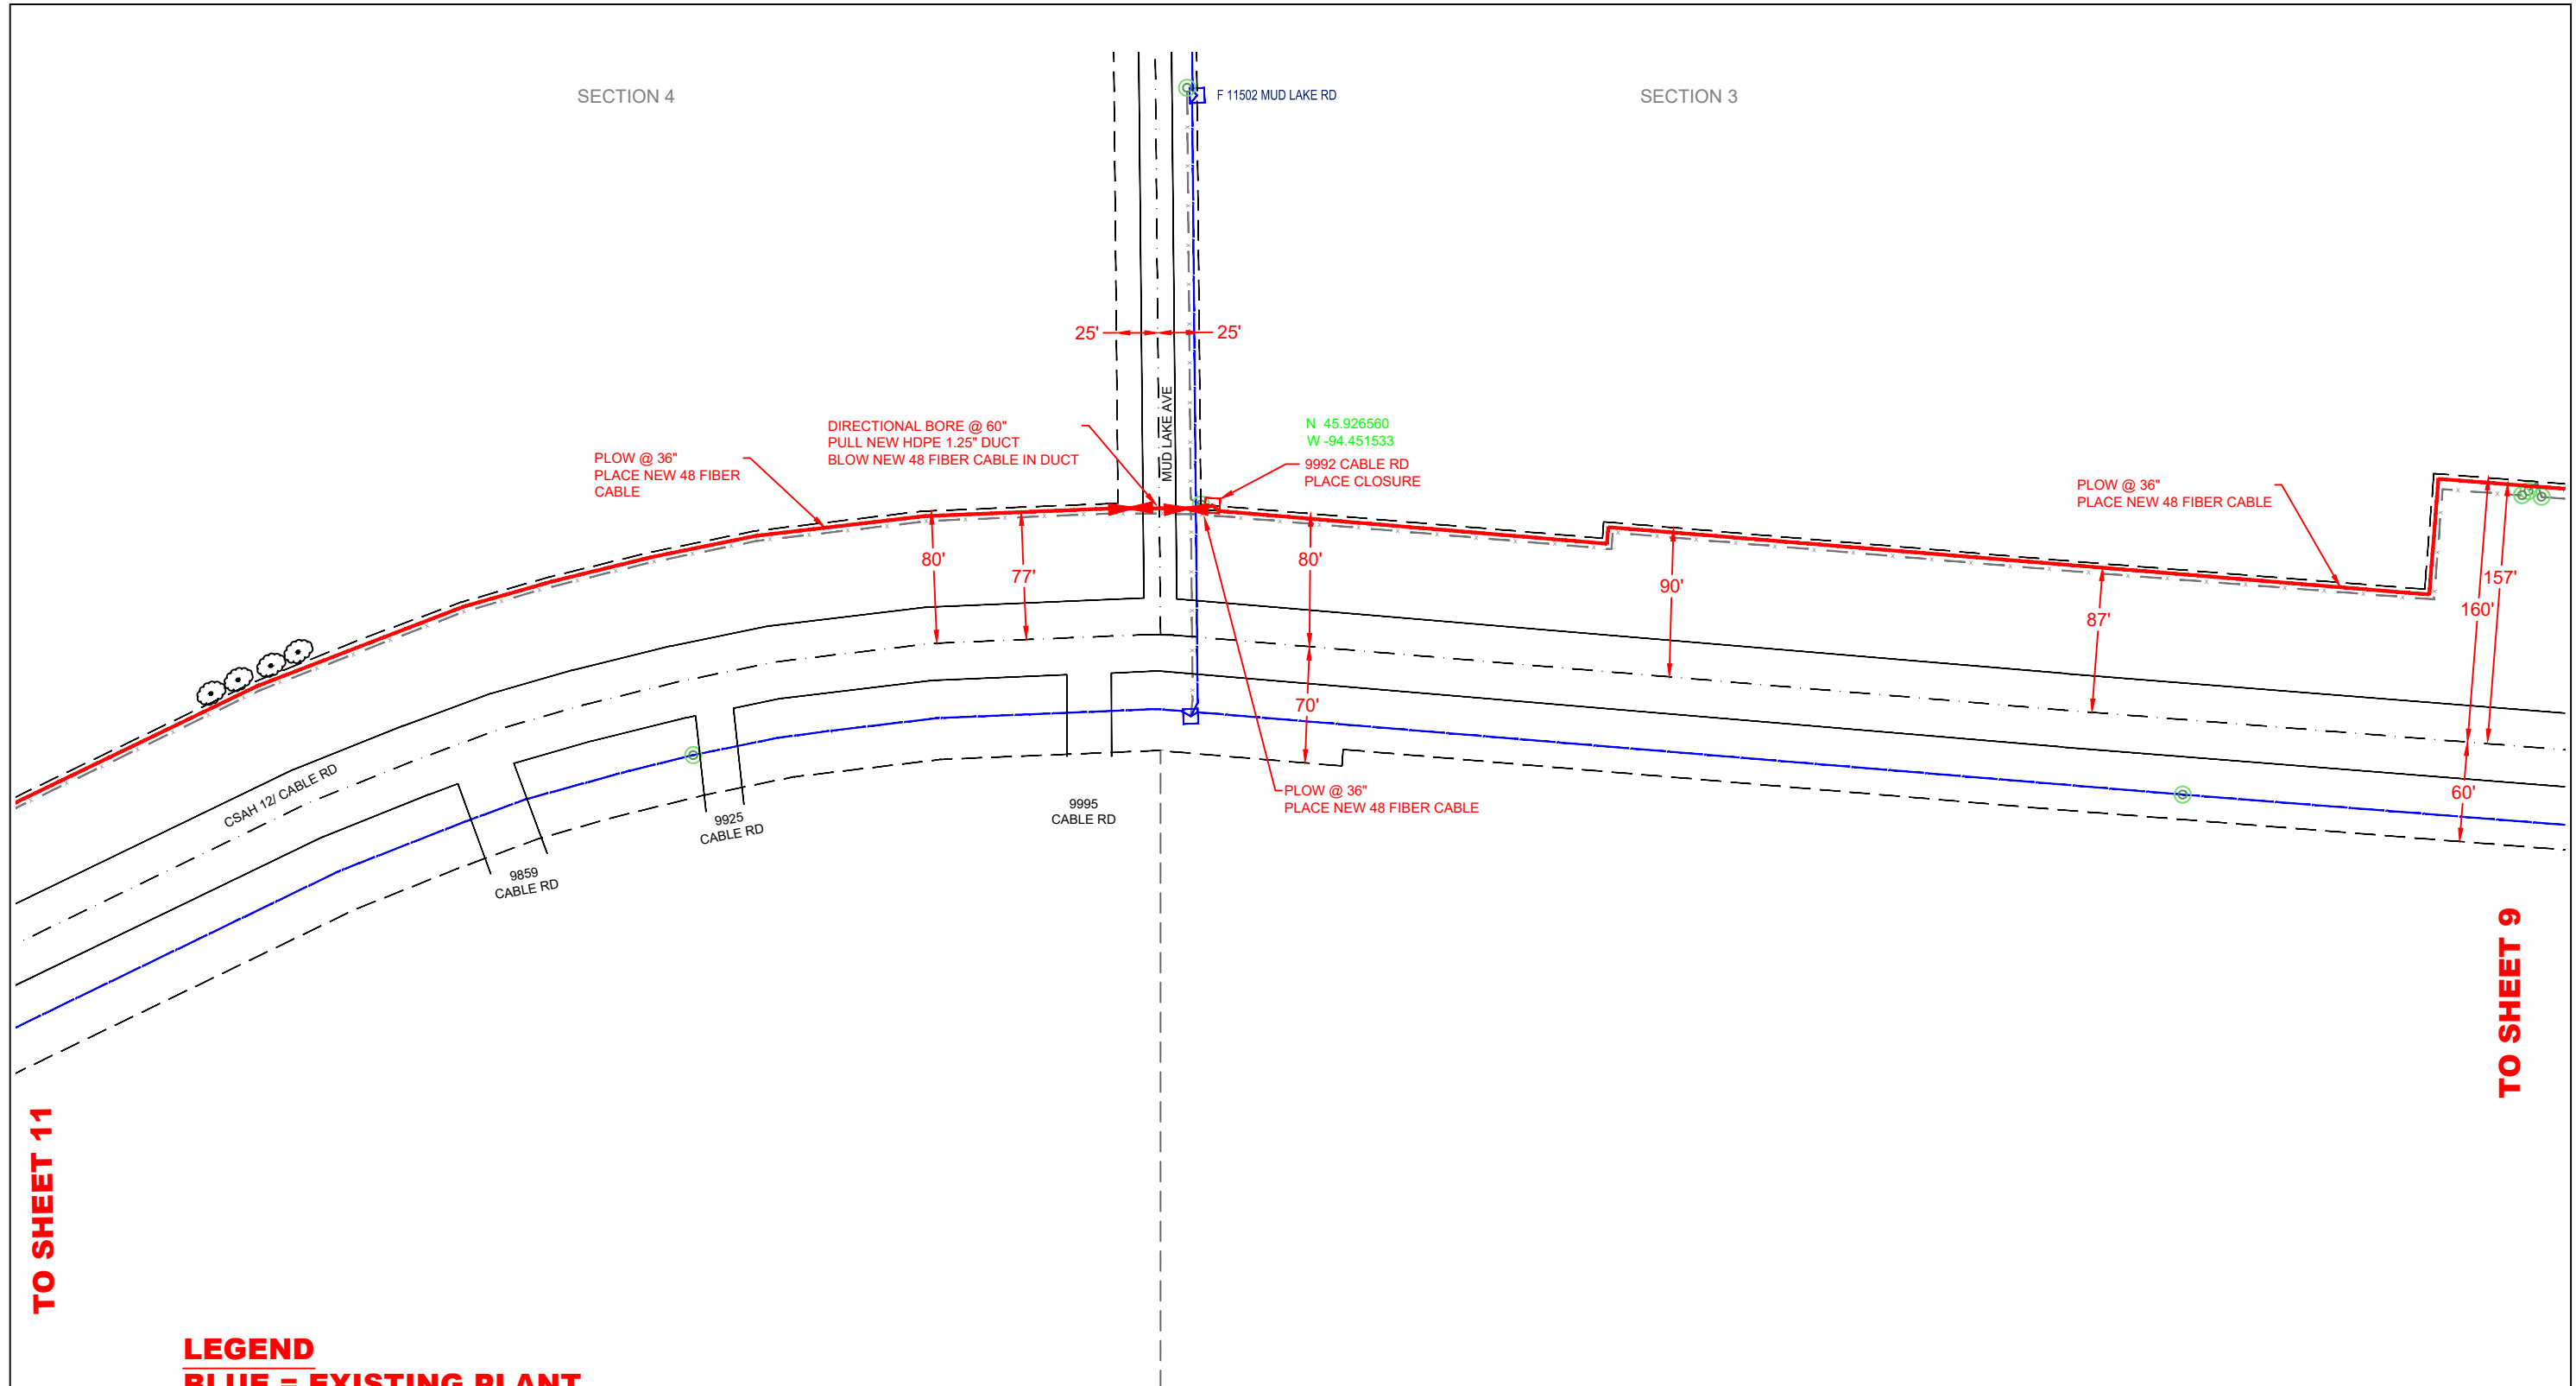 SECTION 4
SECTION 3
F 11502 MUD LAKE RD
25'
25'
MUD LAKE AVE
DIRECTIONAL BORE @ 60"
PULL NEW HDPE 1.25" DUCT
BLOW NEW 48 FIBER CABLE IN DUCT
PLOW @ 36"
PLACE NEW 48 FIBER
CABLE
N 45.926560
W -94.451533
9992 CABLE RD
PLACE CLOSURE
PLOW @ 36"
PLACE NEW 48 FIBER CABLE
80'
77'
80'
90'
87'
157'
160'
70'
60'
PLOW @ 36"
PLACE NEW 48 FIBER CABLE
CSAH 12/ CABLE RD
9859
CABLE RD
9925
CABLE RD
9995
CABLE RD
TO SHEET 9
TO SHEET 11
LEGEND
BLUE = EXISTING PLANT